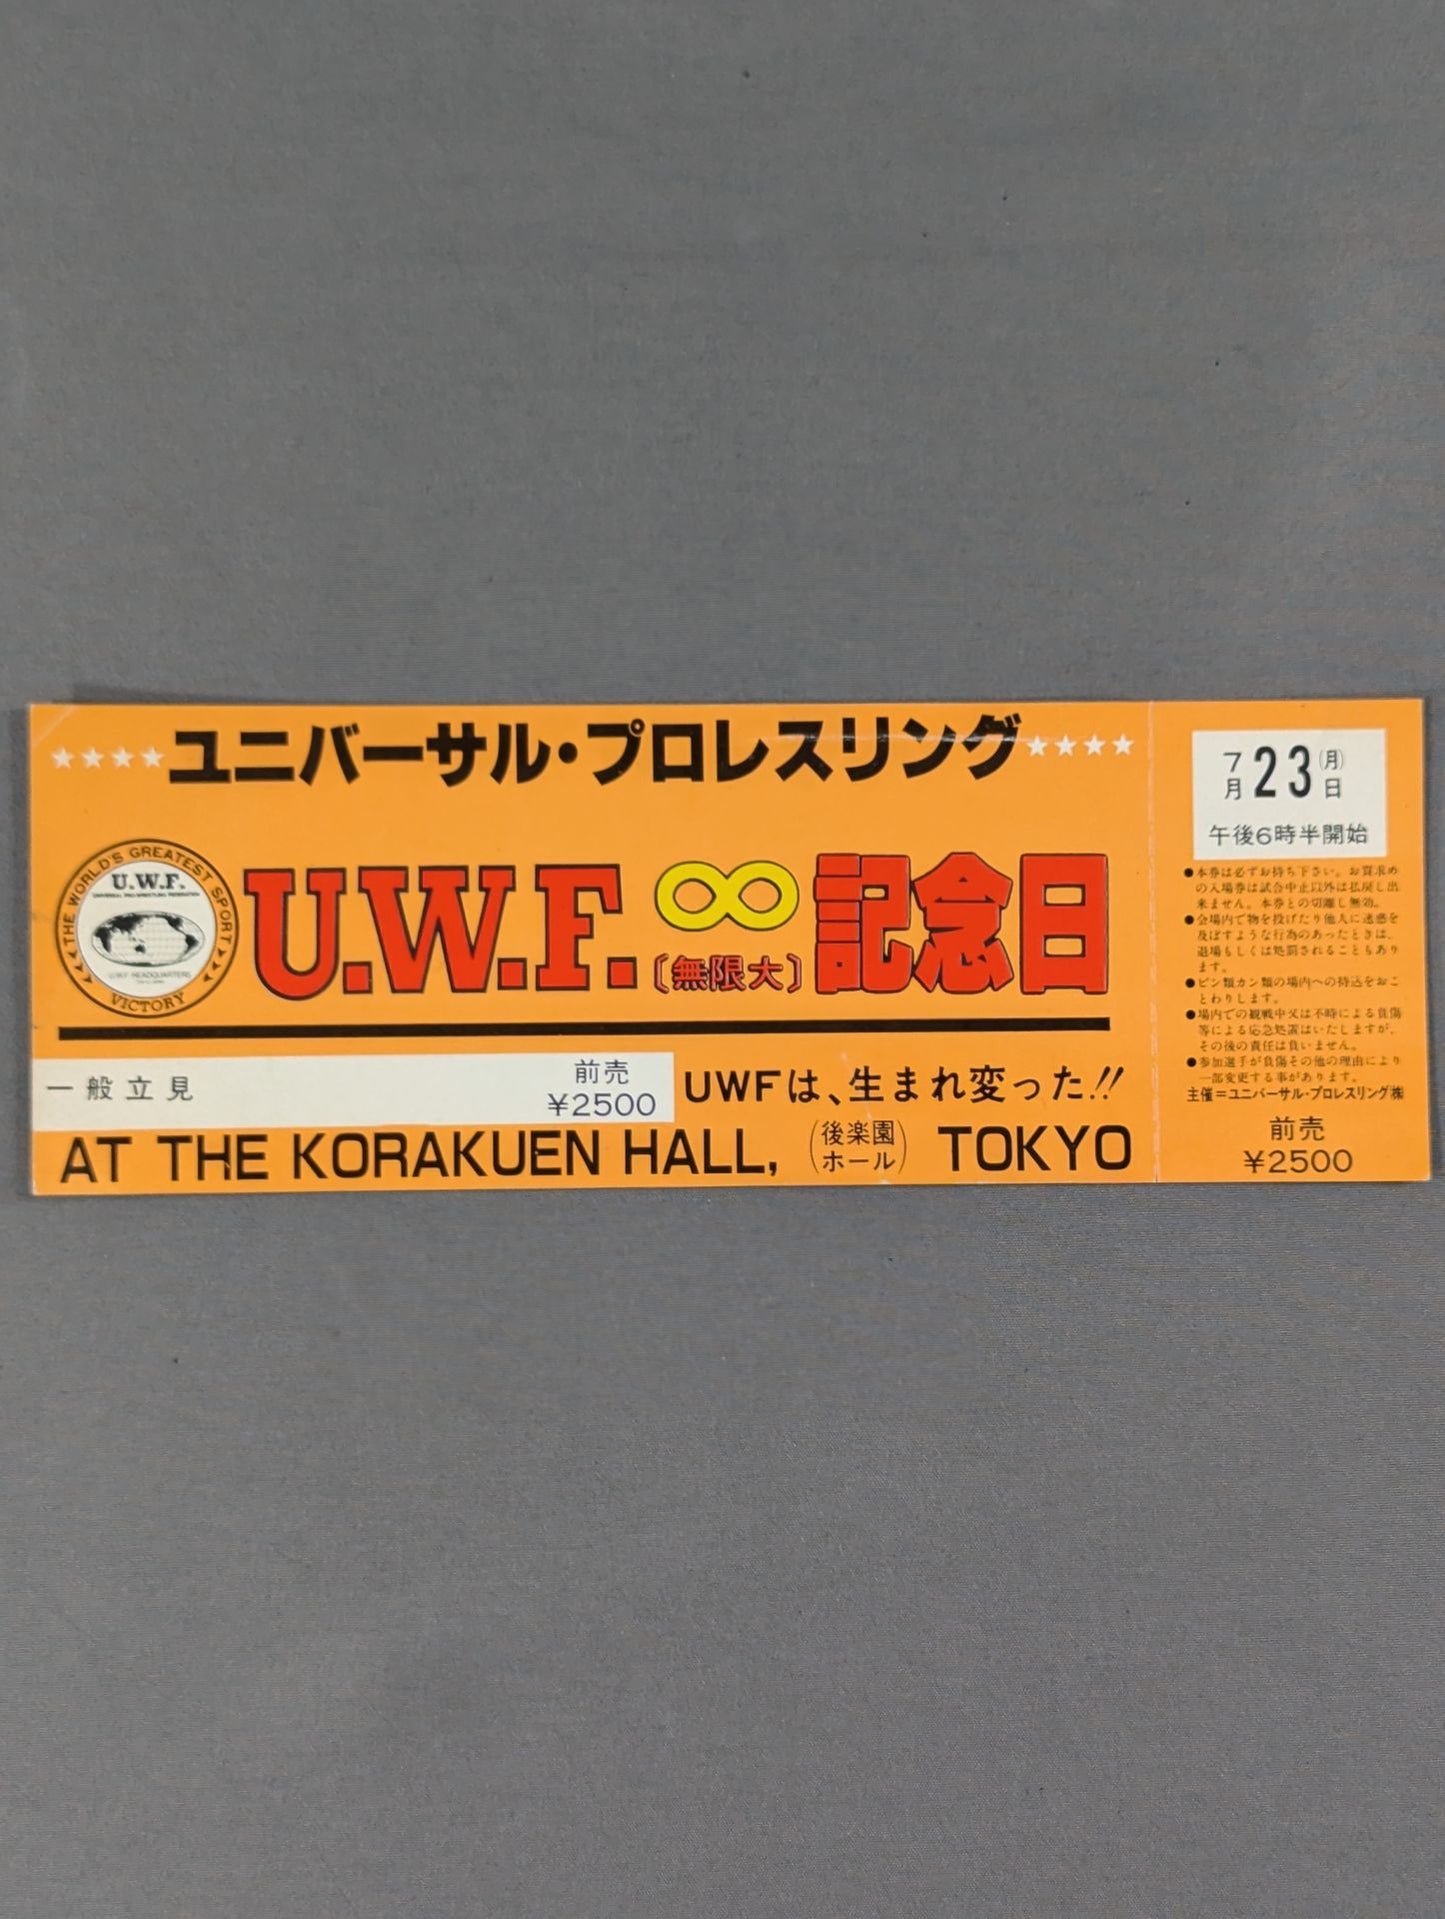 ★★★★ユニバーサル・プロレスリング★★★★
THE WORLD'S GREATEST SPORT
U.W.F.
UNIVERSAL PRO-WRESTLING FEDERATION
U.W.F. HEADQUARTERS
VICTORY
U.W.F.∞記念日
〔無限大〕
一般立見
前売
¥2500
UWFは、生まれ変った!!
AT THE KORAKUEN HALL, (後楽園ホール) TOKYO
7月23日(月)
午後6時半開始
●本券は必ずお持ち下さい。お買求め
の入場券は試合中止以外は払戻し出
来ません。本券との切離し無効。
●会場内で物を投げたり他人に迷惑を
及ぼすような行為のあったときは、
退場もしくは処罰されることもあり
ます。
●ビン類カン類の場内への持込をおこ
とわりします。
●場内での観戦中又は不時による負傷
等による応急処置はいたしますが、
その後の責任は負いません。
●参加選手が負傷その他の理由により
一部変更する事があります。
主催=ユニバーサル・プロレスリング㈱
前売
¥2500